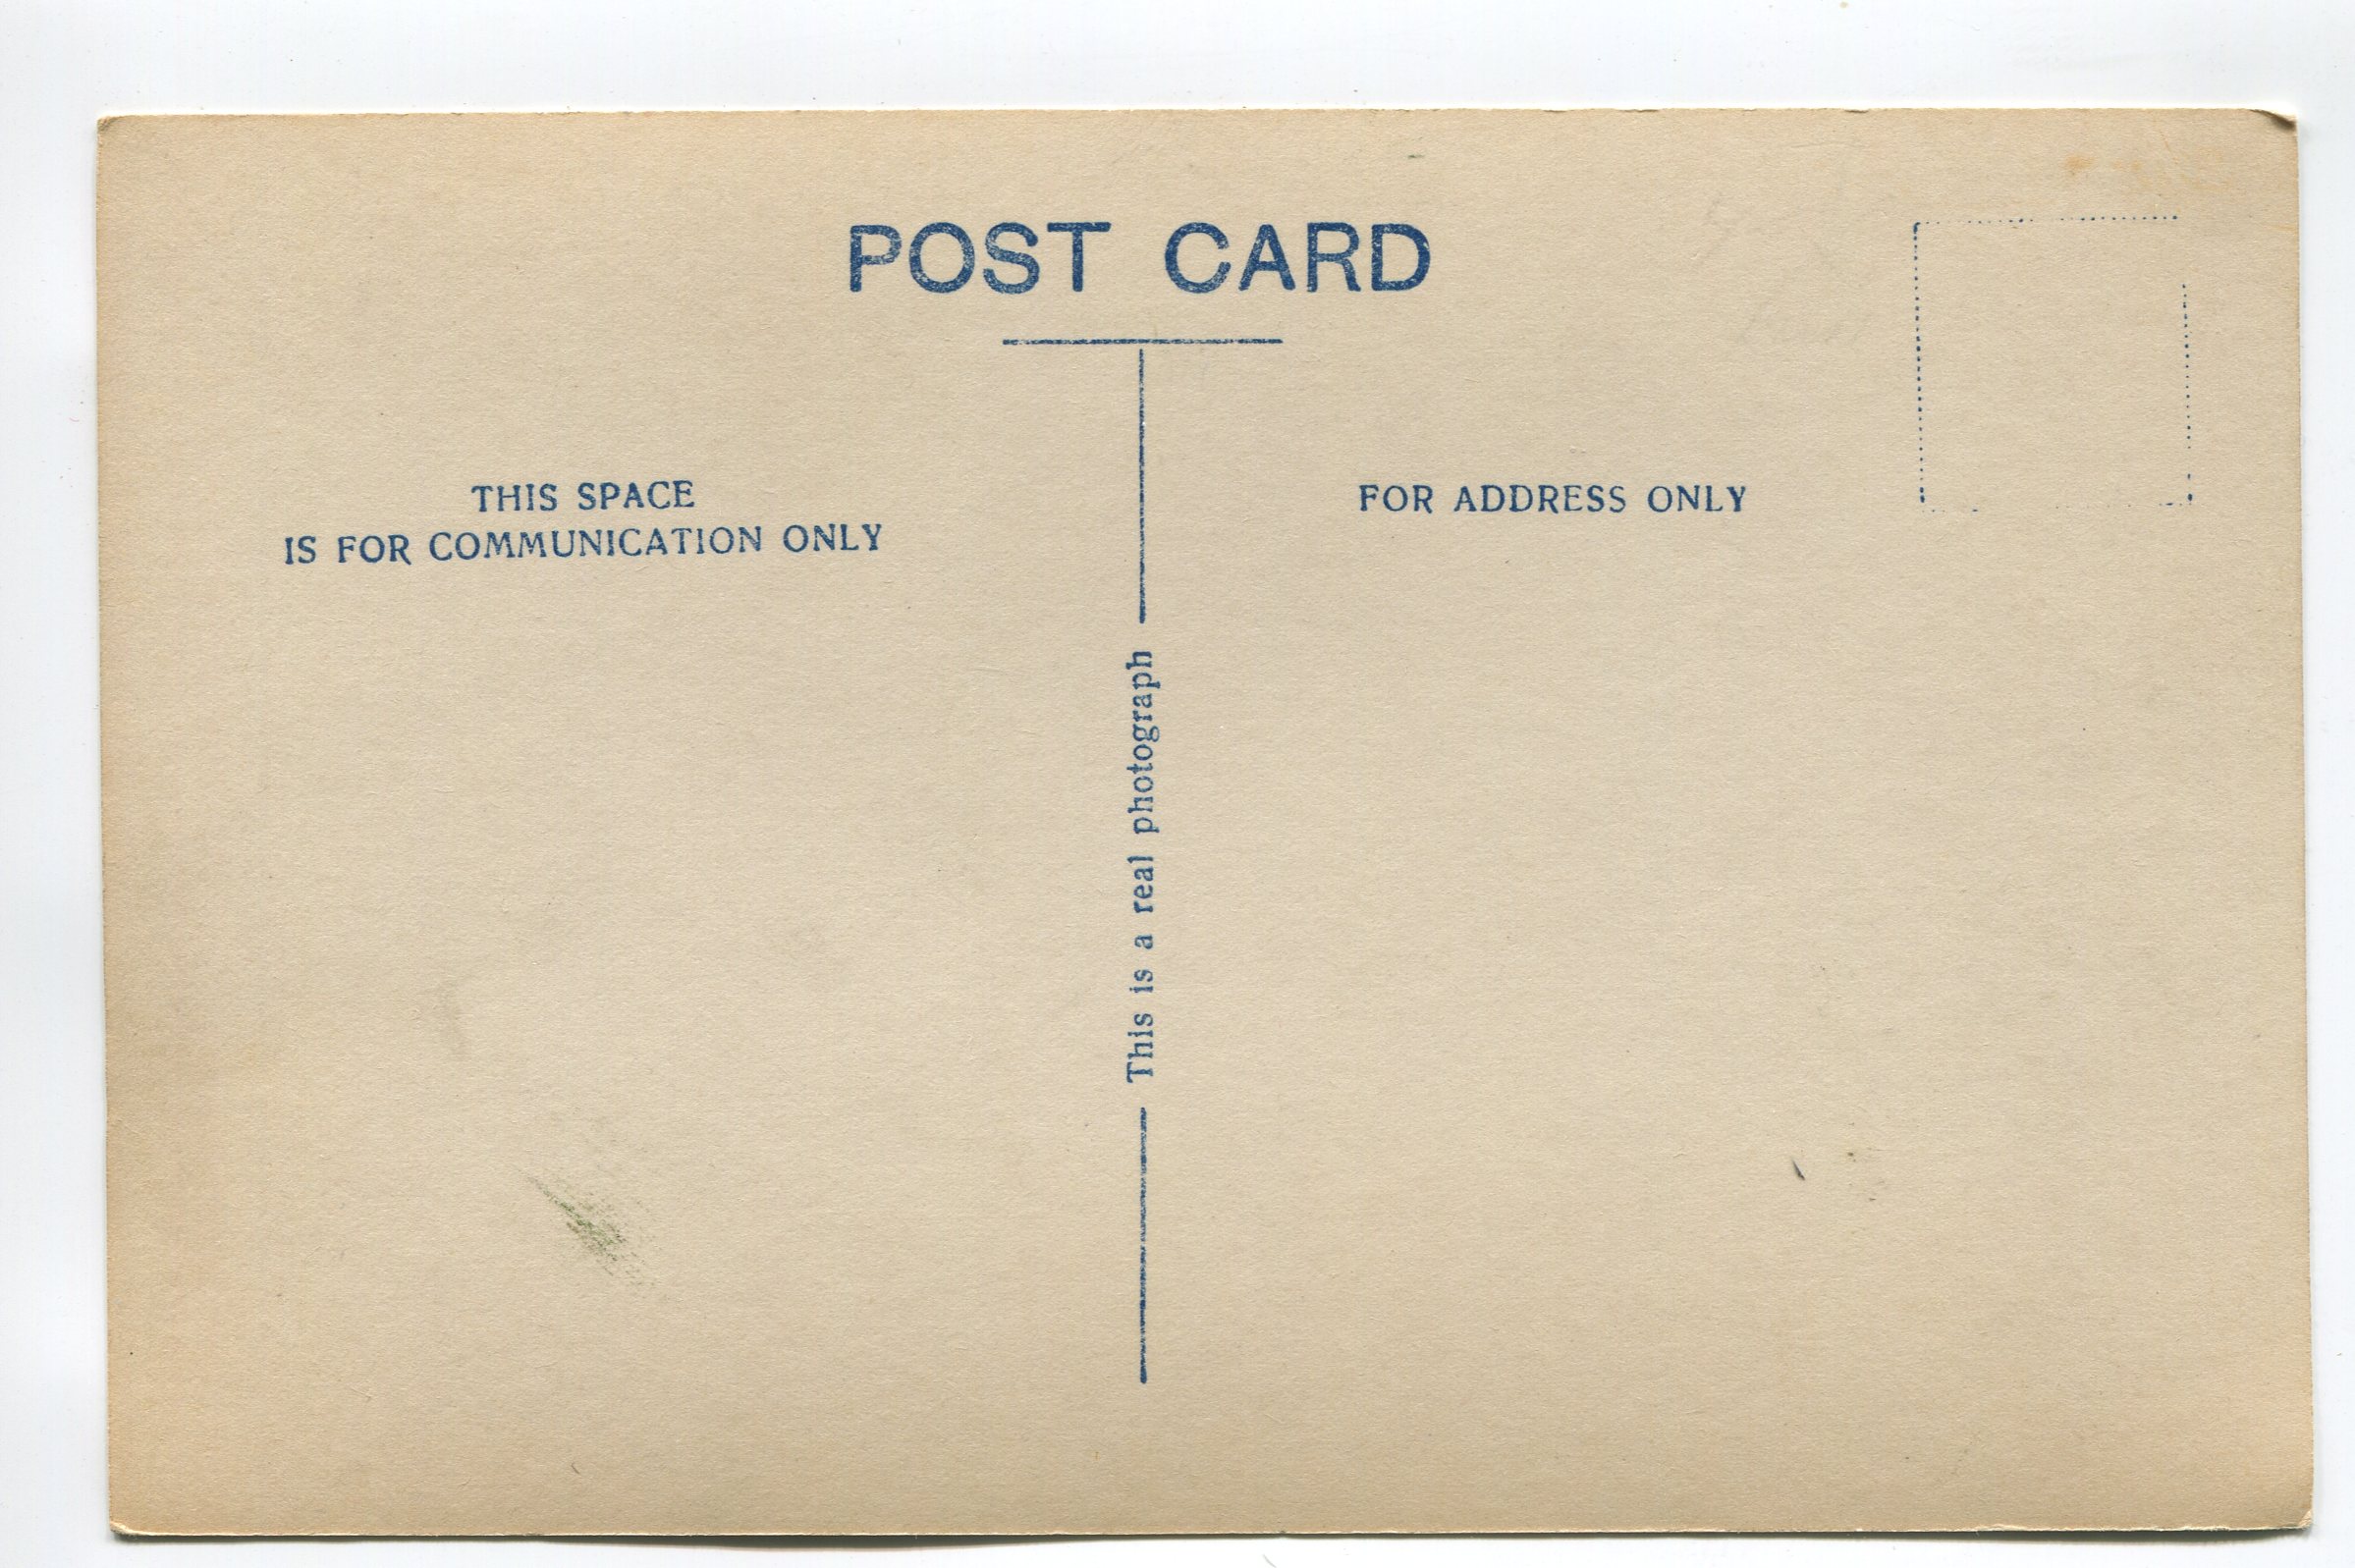 POST CARD
THIS SPACE
IS FOR COMMUNICATION ONLY
FOR ADDRESS ONLY
This is a real photograph